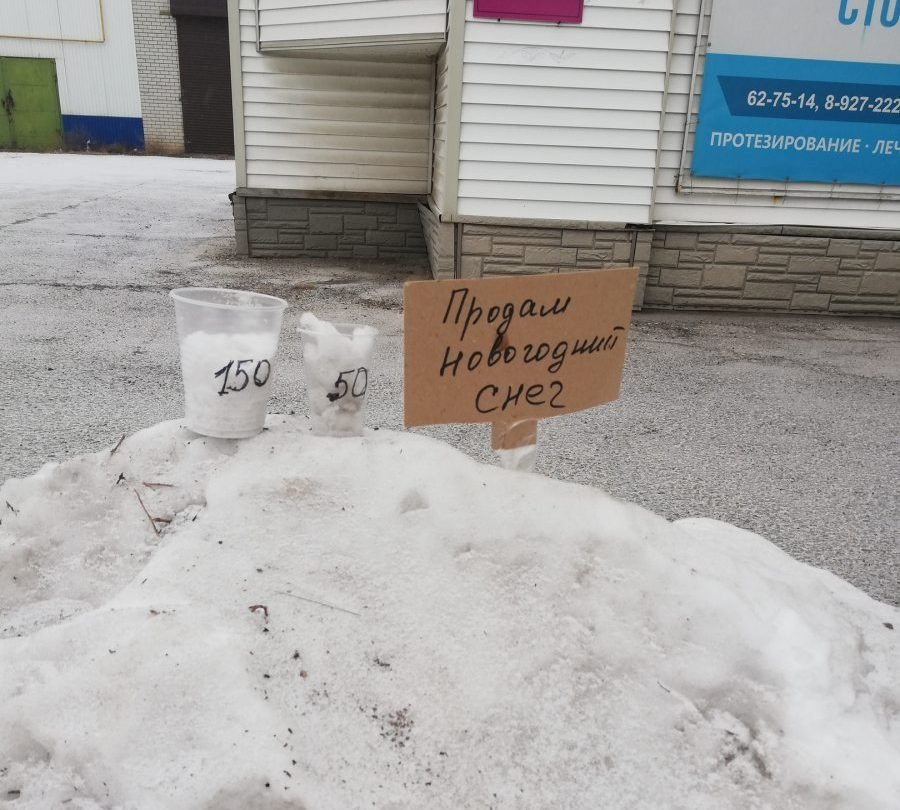 62-75-14, 8-927-222
ПРОТЕЗИРОВАНИЕ · ЛЕЧ
150
50
Продам
Новогодний
снег